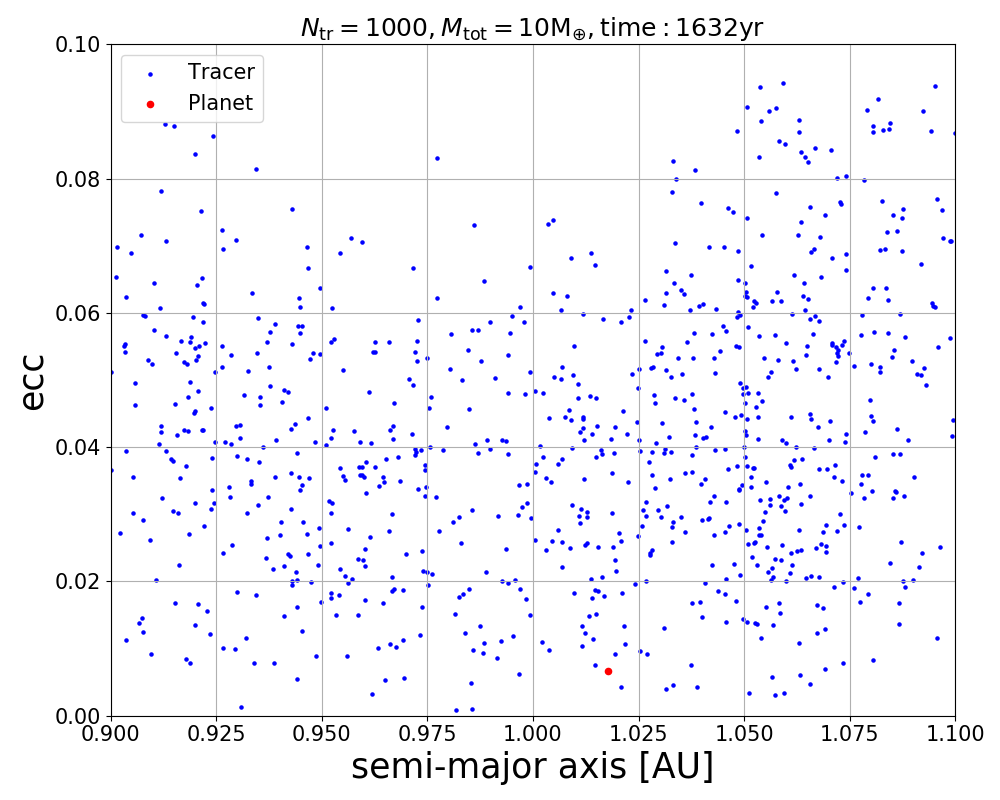 N_tr = 1000, M_tot = 10M_⊕, time : 1632yr
Tracer
Planet
0.10
0.08
0.06
0.04
0.02
0.00
ecc
0.900 0.925 0.950 0.975 1.000 1.025 1.050 1.075 1.100
semi-major axis [AU]